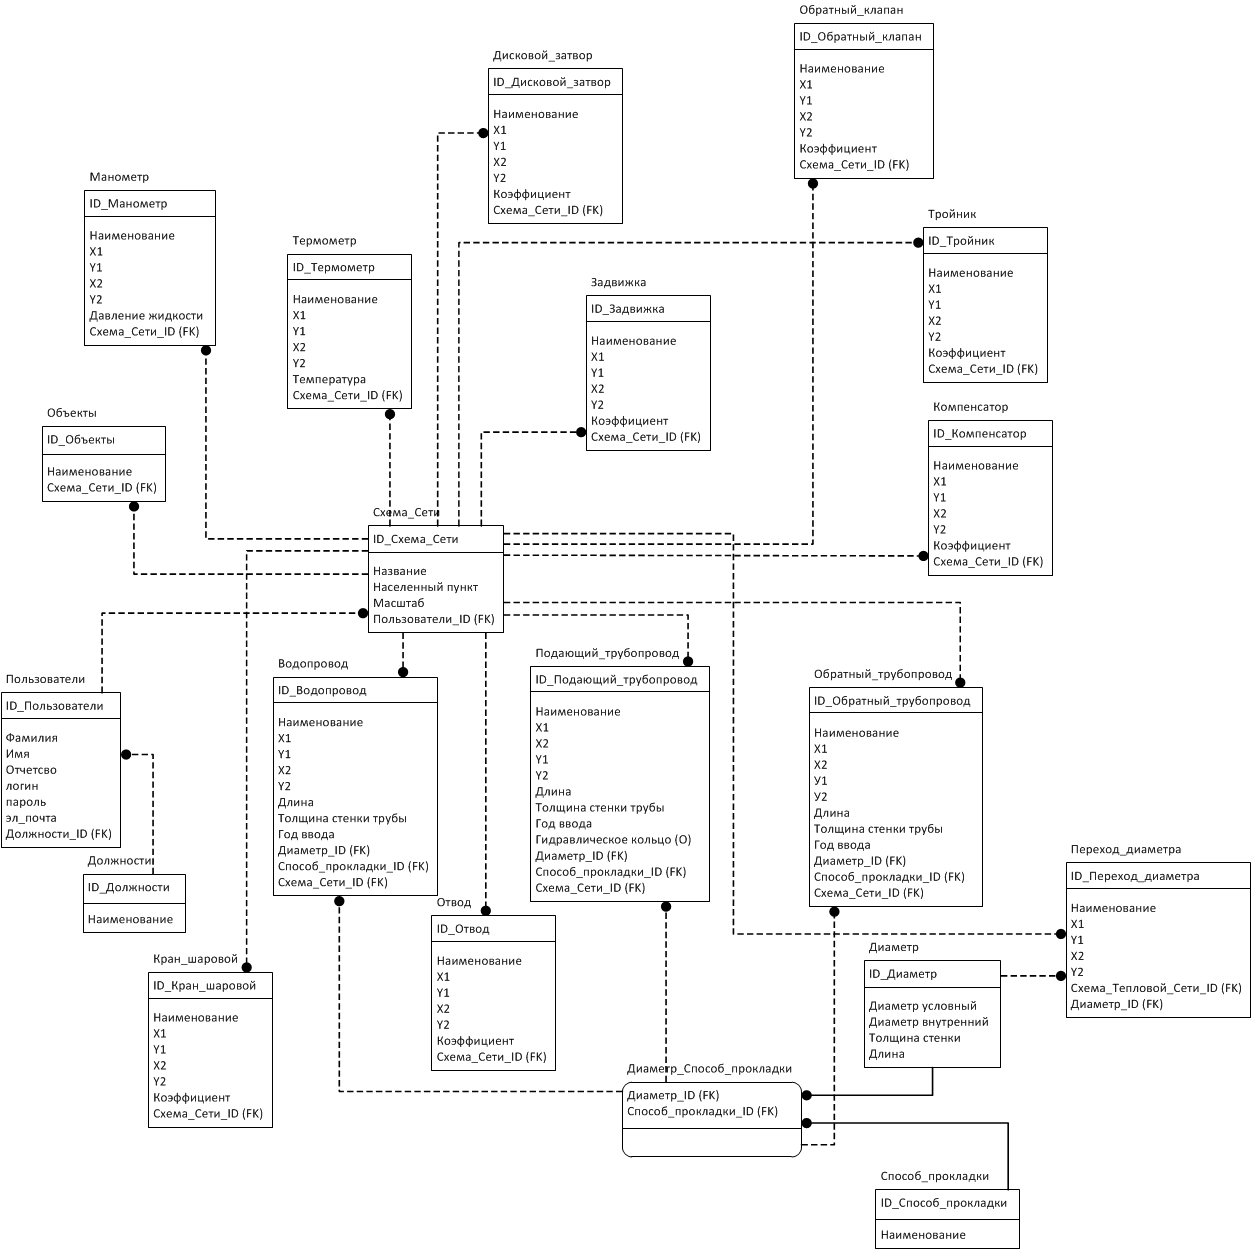 Обратный_клапан
ID_Обратный_клапан
Наименование
X1
Y1
X2
Y2
Коэффициент
Схема_Сети_ID (FK)
Дисковой_затвор
ID_Дисковой_затвор
Наименование
X1
Y1
X2
Y2
Коэффициент
Схема_Сети_ID (FK)
Манометр
ID_Манометр
Наименование
X1
Y1
X2
Y2
Давление жидкости
Схема_Сети_ID (FK)
Термометр
ID_Термометр
Наименование
X1
Y1
X2
Y2
Температура
Схема_Сети_ID (FK)
Тройник
ID_Тройник
Наименование
X1
Y1
X2
Y2
Коэффициент
Схема_Сети_ID (FK)
Задвижка
ID_Задвижка
Наименование
X1
Y1
X2
Y2
Коэффициент
Схема_Сети_ID (FK)
Объекты
ID_Объекты
Наименование
Схема_Сети_ID (FK)
Компенсатор
ID_Компенсатор
Наименование
X1
Y1
X2
Y2
Коэффициент
Схема_Сети_ID (FK)
Схема_Сети
ID_Схема_Сети
Название
Населенный пункт
Масштаб
Пользователи_ID (FK)
Пользователи
ID_Пользователи
Фамилия
Имя
Отчетсво
логин
пароль
эл_почта
Должности_ID (FK)
Водопровод
ID_Водопровод
Наименование
X1
Y1
X2
Y2
Длина
Толщина стенки трубы
Год ввода
Диаметр_ID (FK)
Способ_прокладки_ID (FK)
Схема_Сети_ID (FK)
Подающий_трубопровод
ID_Подающий_трубопровод
Наименование
X1
X2
Y1
Y2
Длина
Толщина стенки трубы
Год ввода
Гидравлическое кольцо (O)
Диаметр_ID (FK)
Способ_прокладки_ID (FK)
Схема_Сети_ID (FK)
Обратный_трубопровод
ID_Обратный_трубопровод
Наименование
X1
X2
У1
У2
Длина
Толщина стенки трубы
Год ввода
Диаметр_ID (FK)
Способ_прокладки_ID (FK)
Схема_Сети_ID (FK)
Должности
ID_Должности
Наименование
Переход_диаметра
ID_Переход_диаметра
Наименование
X1
Y1
X2
Y2
Схема_Тепловой_Сети_ID (FK)
Диаметр_ID (FK)
Отвод
ID_Отвод
Наименование
X1
Y1
X2
Y2
Коэффициент
Схема_Сети_ID (FK)
Диаметр
ID_Диаметр
Диаметр условный
Диаметр внутренний
Толщина стенки
Длина
Кран_шаровой
ID_Кран_шаровой
Наименование
X1
Y1
X2
Y2
Коэффициент
Схема_Сети_ID (FK)
Диаметр_Способ_прокладки
Диаметр_ID (FK)
Способ_прокладки_ID (FK)
Способ_прокладки
ID_Способ_прокладки
Наименование